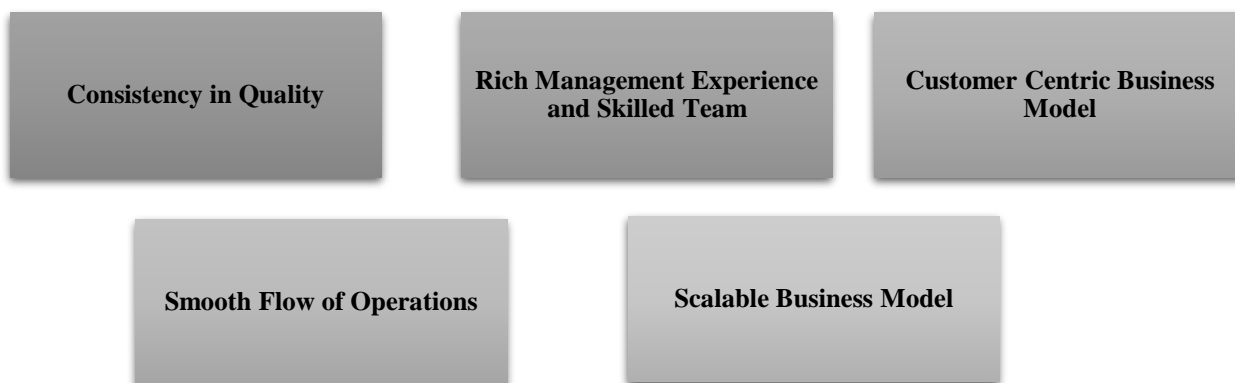 Consistency in Quality
Rich Management Experience
and Skilled Team
Customer Centric Business
Model
Smooth Flow of Operations
Scalable Business Model